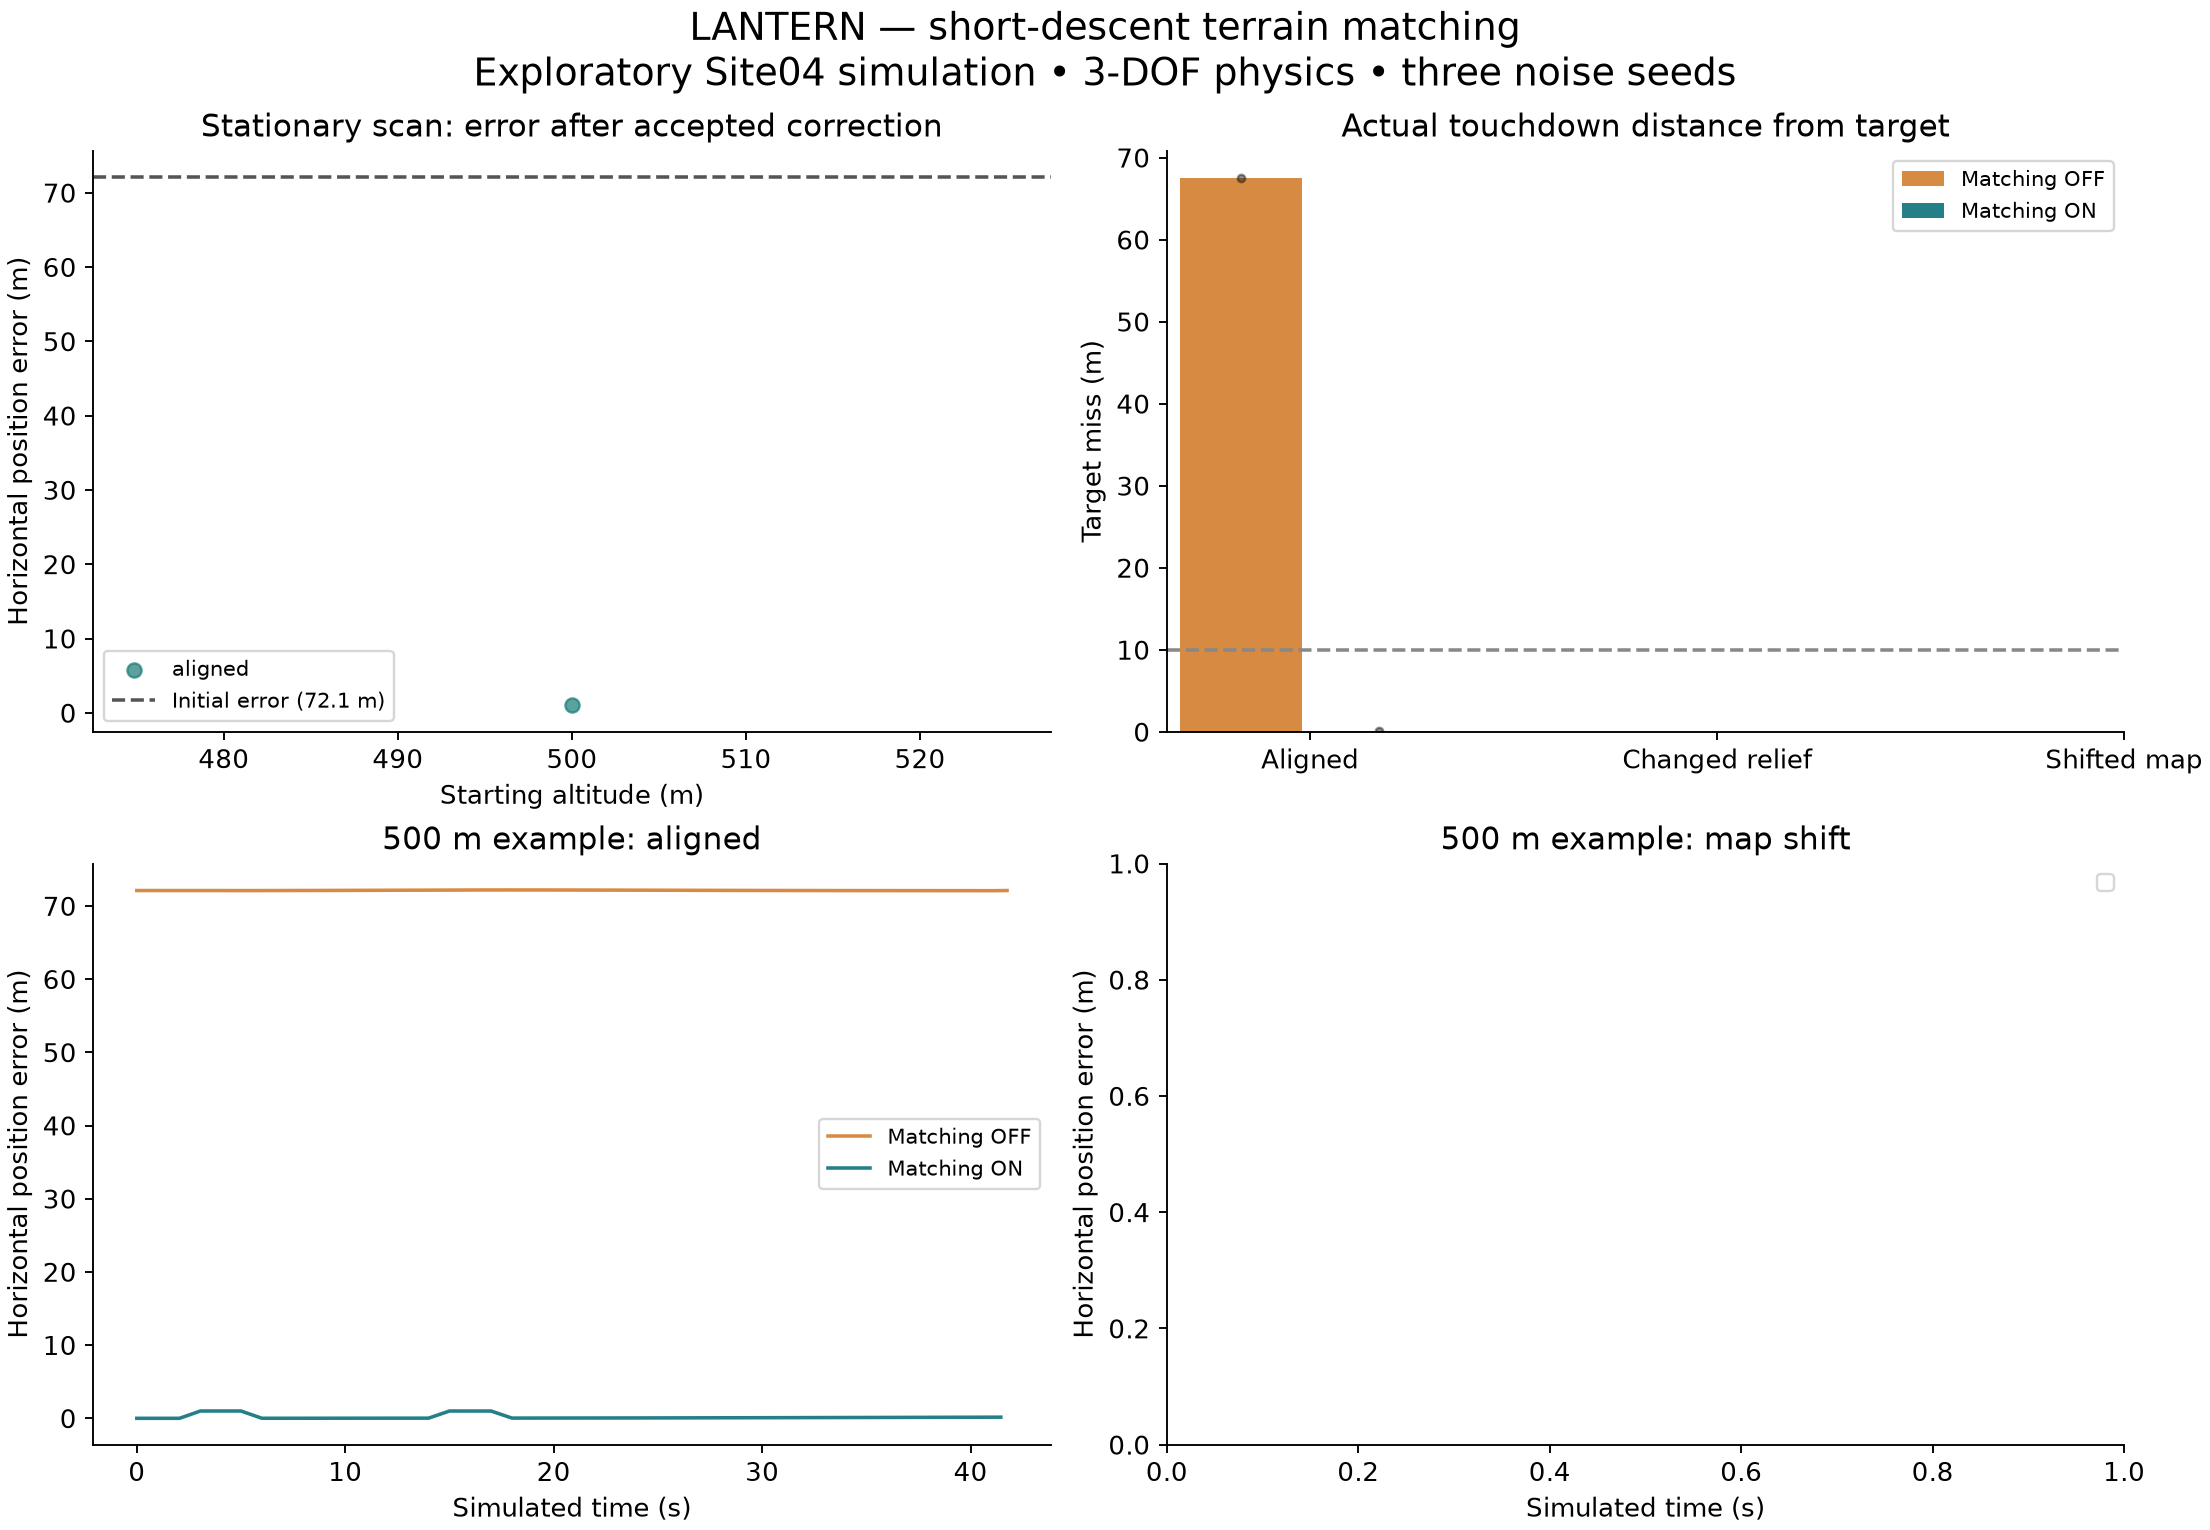 LANTERN — short-descent terrain matching
Exploratory Site04 simulation • 3-DOF physics • three noise seeds
Stationary scan: error after accepted correction
Horizontal position error (m)
70
60
50
40
30
20
10
0
aligned
Initial error (72.1 m)
480
490
500
510
520
Starting altitude (m)
Actual touchdown distance from target
Target miss (m)
70
60
50
40
30
20
10
0
Matching OFF
Matching ON
Aligned
Changed relief
Shifted map
500 m example: aligned
Horizontal position error (m)
70
60
50
40
30
20
10
0
Matching OFF
Matching ON
0
10
20
30
40
Simulated time (s)
500 m example: map shift
Horizontal position error (m)
1.0
0.8
0.6
0.4
0.2
0.0
0.0
0.2
0.4
0.6
0.8
1.0
Simulated time (s)